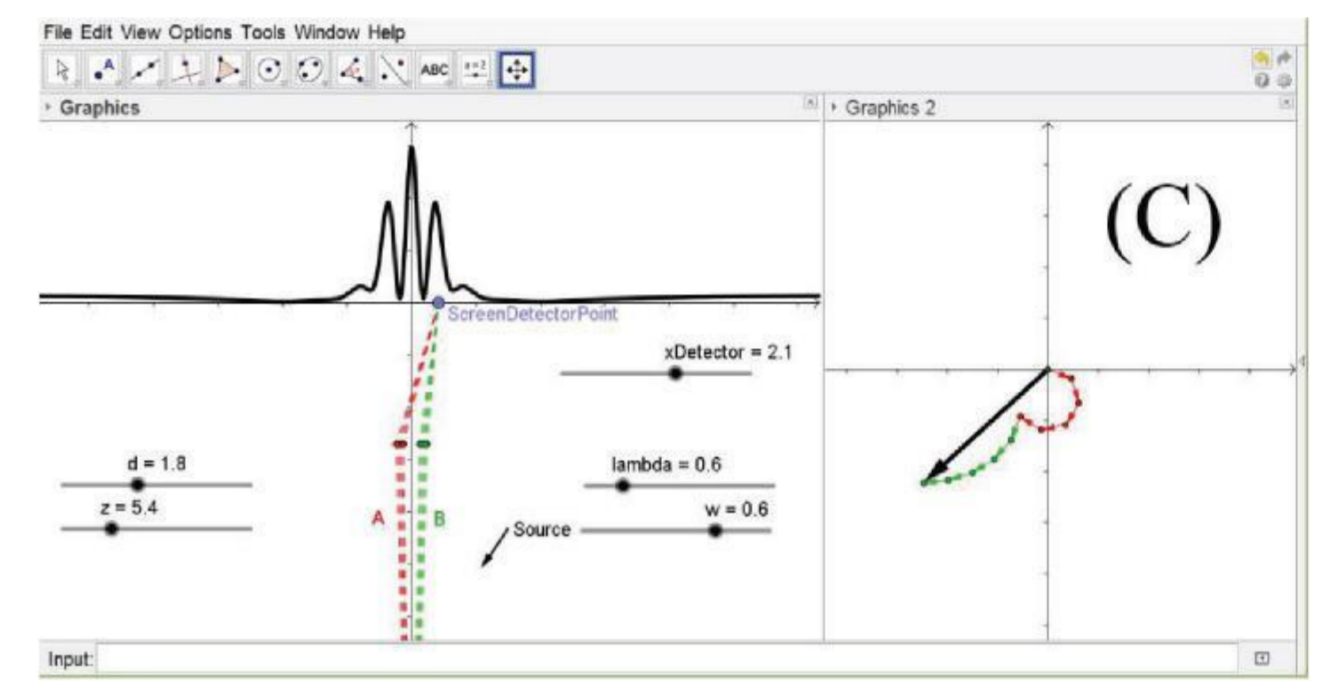 File Edit View Options Tools Window Help
ABC
a=2
Graphics
Graphics 2
(C)
ScreenDetectorPoint
xDetector = 2.1
d = 1.8
lambda = 0.6
z = 5.4
w = 0.6
A
B
Source
Input: